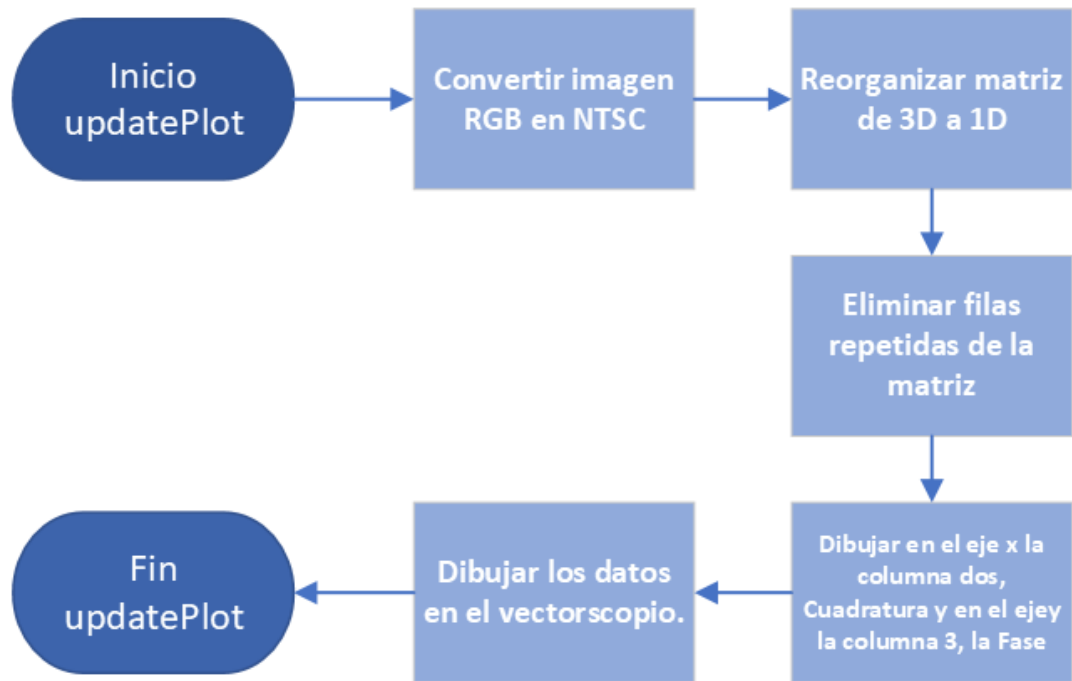 Inicio
updatePlot
Convertir imagen
RGB en NTSC
Reorganizar matriz
de 3D a 1D
Eliminar filas
repetidas de la
matriz
Dibujar en el eje x la
columna dos,
Cuadratura y en el ejey
la columna 3, la Fase
Dibujar los datos
en el vectorscopio.
Fin
updatePlot